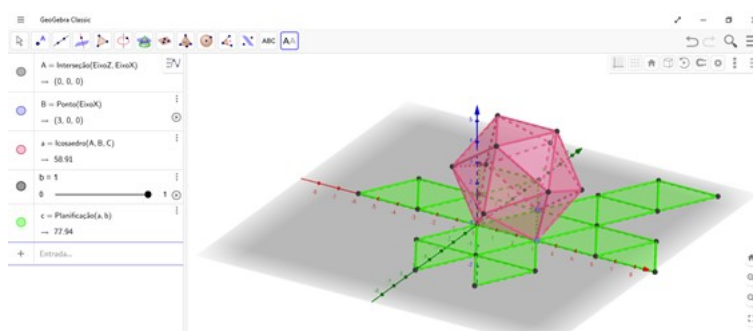 GeoGebra Classic
ABC
AA
A = Interseção(EixoZ, EixoX)
→ (0, 0, 0)
B = Ponto(EixoX)
→ (3, 0, 0)
a = Icosaedro(A, B, C)
→ 58.91
b = 1
0
1
c = Planificação(a, b)
→ 77.94
Entrada...